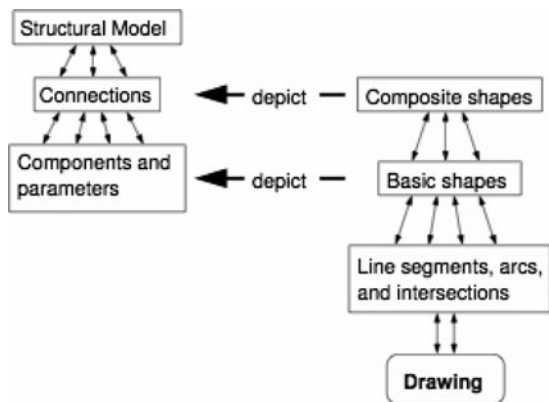 Structural Model
Connections
depict
Composite shapes
Components and
parameters
depict
Basic shapes
Line segments, arcs,
and intersections
Drawing